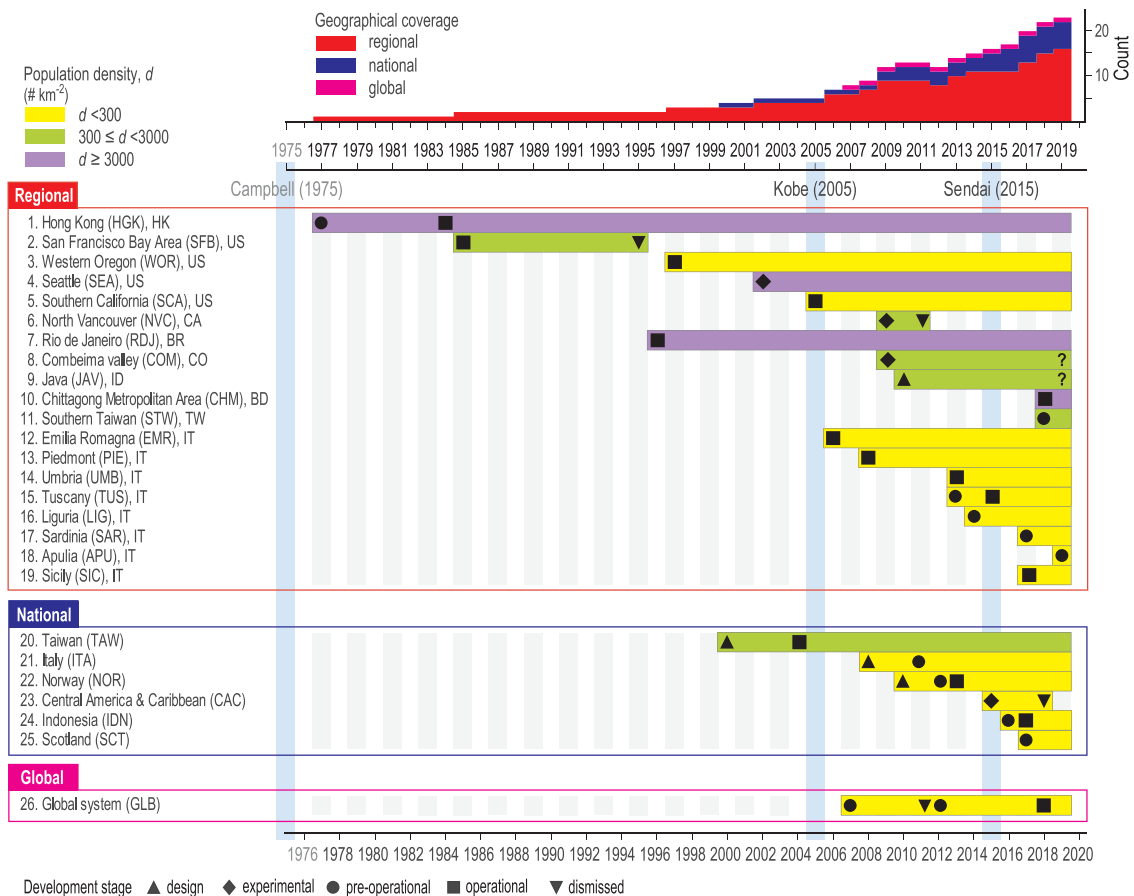 Geographical coverage
regional
national
global
20
10
Count
Population density, d
(# km-2)
d <300
300 ≤ d <3000
d ≥ 3000
1975 1977 1979 1981 1983 1985 1987 1989 1991 1993 1995 1997 1999 2001 2003 2005 2007 2009 2011 2013 2015 2017 2019
Campbell (1975) Kobe (2005) Sendai (2015)
Regional
1. Hong Kong (HGK), HK
2. San Francisco Bay Area (SFB), US
3. Western Oregon (WOR), US
4. Seattle (SEA), US
5. Southern California (SCA), US
6. North Vancouver (NVC), CA
7. Rio de Janeiro (RDJ), BR
8. Combeima valley (COM), CO ?
9. Java (JAV), ID ?
10. Chittagong Metropolitan Area (CHM), BD
11. Southern Taiwan (STW), TW
12. Emilia Romagna (EMR), IT
13. Piedmont (PIE), IT
14. Umbria (UMB), IT
15. Tuscany (TUS), IT
16. Liguria (LIG), IT
17. Sardinia (SAR), IT
18. Apulia (APU), IT
19. Sicily (SIC), IT
National
20. Taiwan (TAW)
21. Italy (ITA)
22. Norway (NOR)
23. Central America & Caribbean (CAC)
24. Indonesia (IDN)
25. Scotland (SCT)
Global
26. Global system (GLB)
1976 1978 1980 1982 1984 1986 1988 1990 1992 1994 1996 1998 2000 2002 2004 2006 2008 2010 2012 2014 2016 2018 2020
Development stage design experimental pre-operational operational dismissed